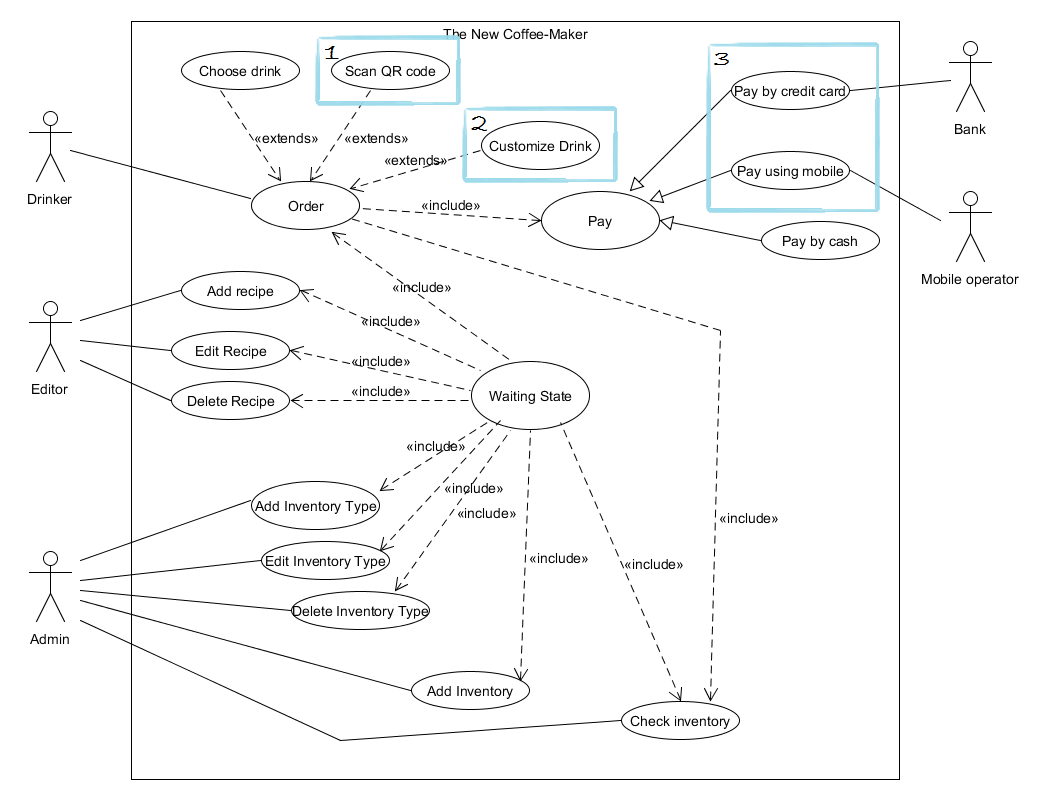 The New Coffee-Maker
1
Choose drink
Scan QR code
3
Pay by credit card
Bank
2
«extends»
«extends»
Customize Drink
«extends»
Pay using mobile
Drinker
Order
«include»
Pay
Pay by cash
Mobile operator
Add recipe
«include»
«include»
Edit Recipe
«include»
Editor
Delete Recipe
«include»
Waiting State
«include»
Add Inventory Type
«include»
«include»
«include»
Edit Inventory Type
«include»
«include»
Delete Inventory Type
Admin
Add Inventory
Check inventory